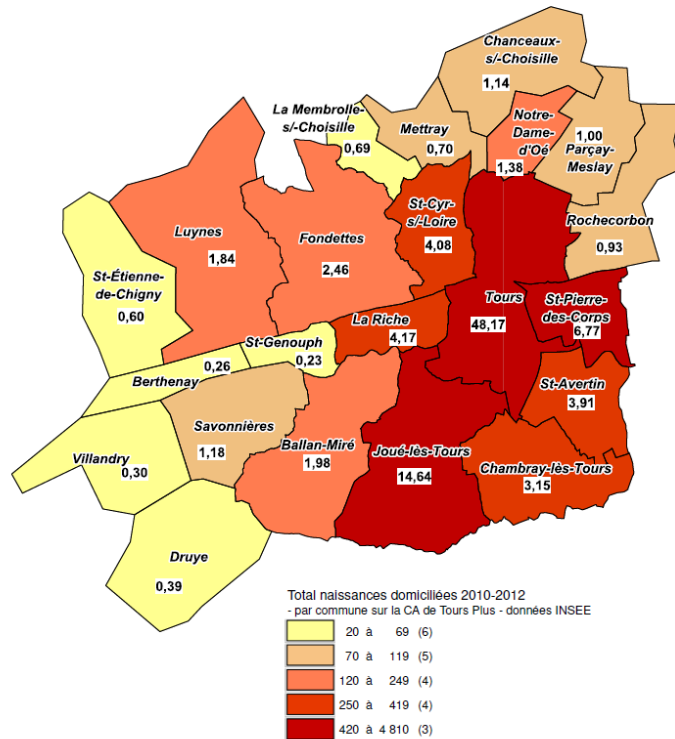 Chanceaux-
s/-Choisille
1,14
La Membrolle-
s/-Choisille
0,69
Mettray
0,70
Notre-
Dame-
d'Oé
1,38
1,00
Parçay-
Meslay
St-Cyr-
s/-Loire
4,08
Rochecorbon
0,93
Luynes
1,84
Fondettes
2,46
St-Étienne-
de-Chigny
0,60
Tours
48,17
St-Pierre-
des-Corps
6,77
La Riche
4,17
St-Genouph
0,23
0,26
Berthenay
St-Avertin
3,91
Savonnières
1,18
Ballan-Miré
1,98
Joué-lès-Tours
14,64
Chambray-lès-Tours
3,15
Villandry
0,30
Druye
0,39
Total naissances domiciliées 2010-2012
- par commune sur la CA de Tours Plus - données INSEE
20 à 69 (6)
70 à 119 (5)
120 à 249 (4)
250 à 419 (4)
420 à 4 810 (3)